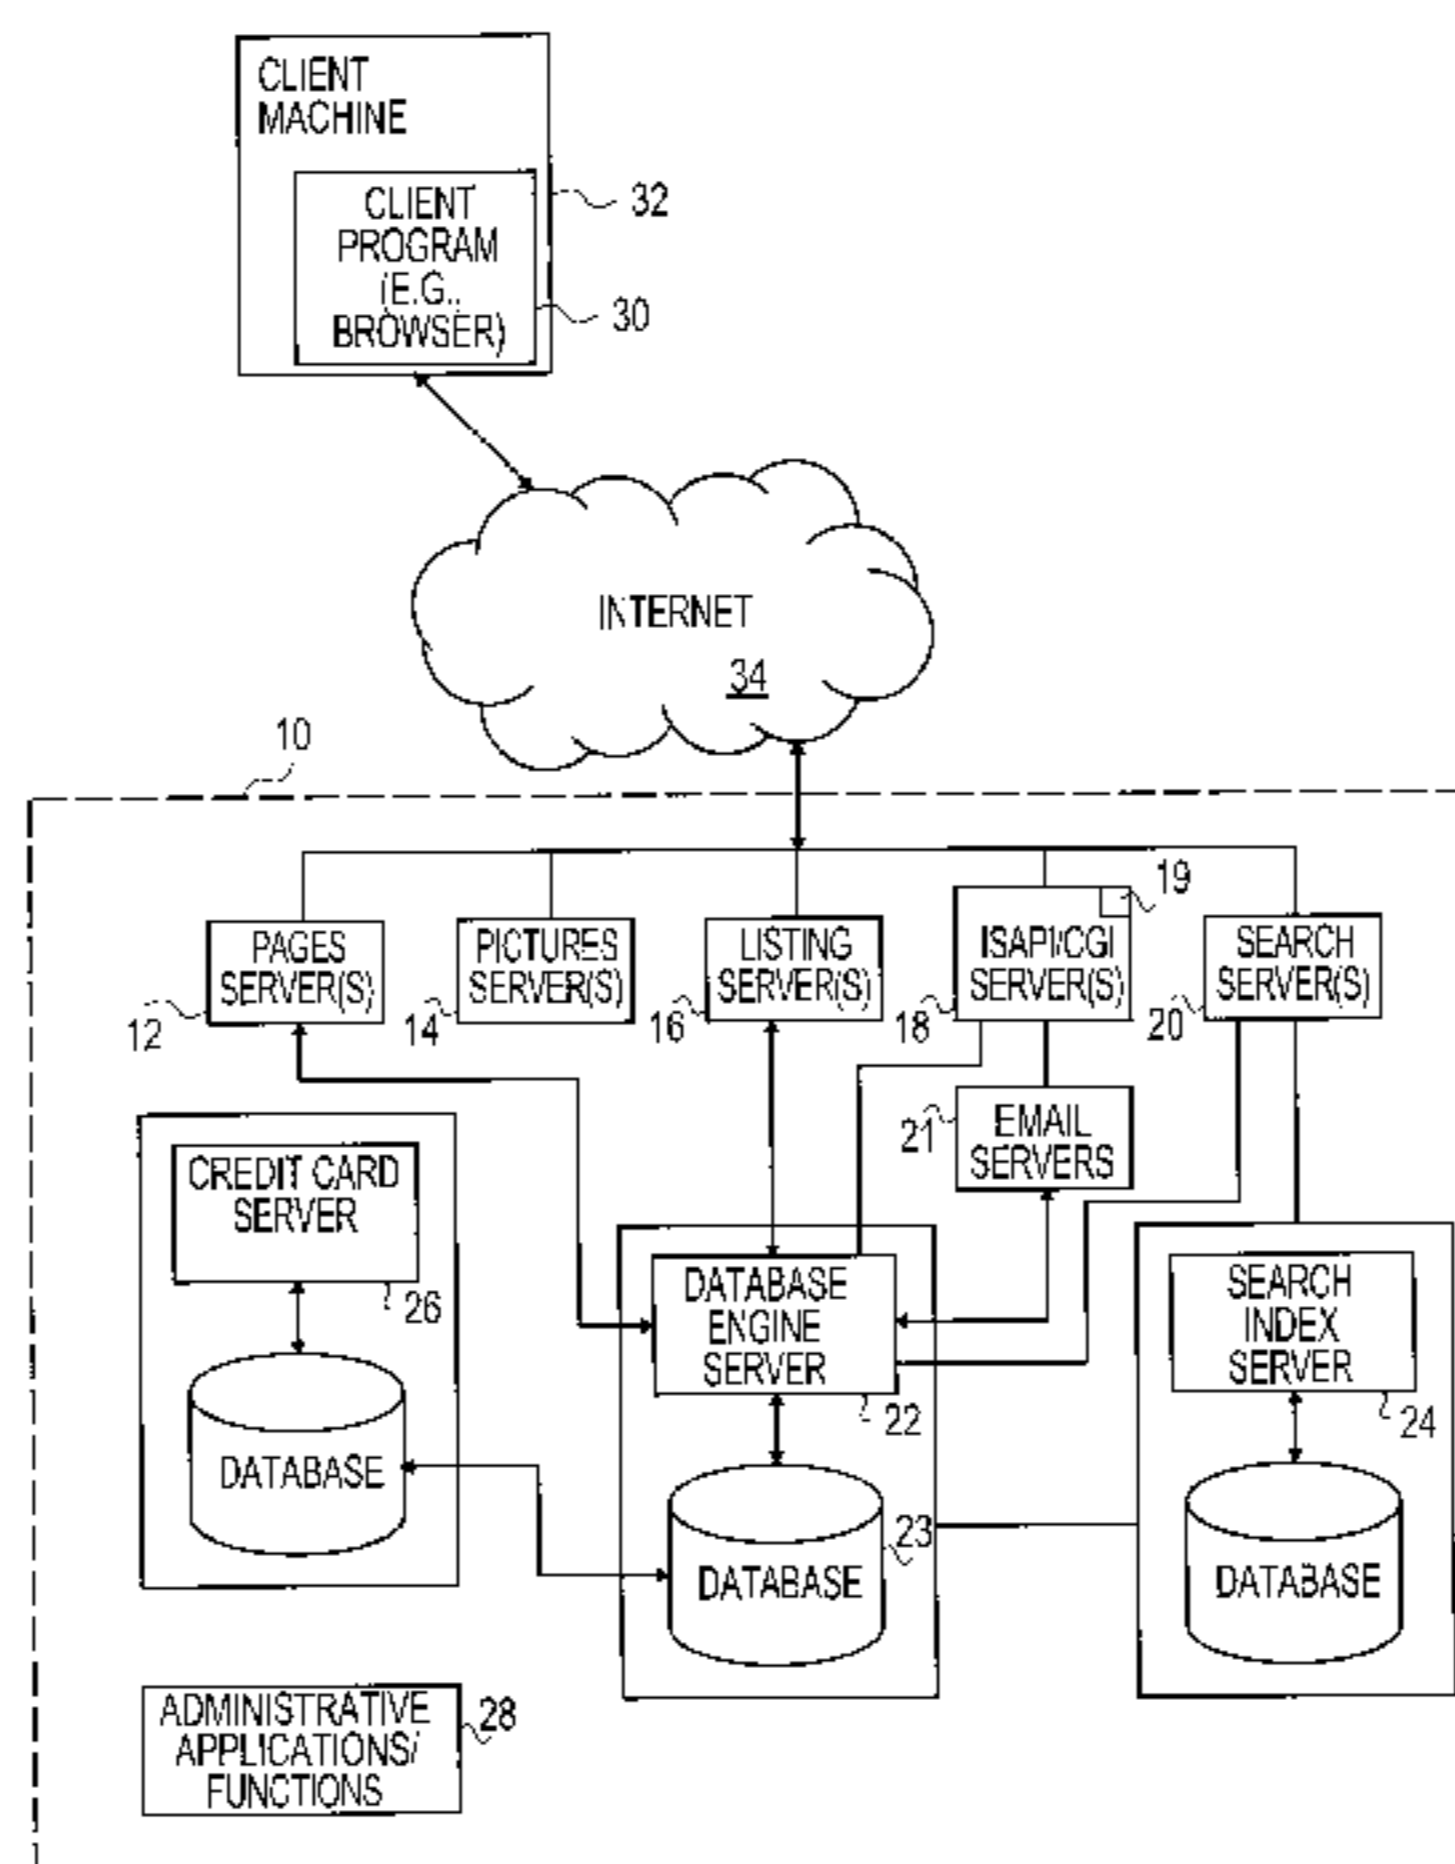 CLIENT
MACHINE
CLIENT
PROGRAM
(E.G.,
BROWSER)
32
30
INTERNET
34
10
PAGES
SERVER(S)
12
PICTURES
SERVER(S)
14
LISTING
SERVER(S)
16
ISAPI/CGI
SERVER(S)
18
19
SEARCH
SERVER(S)
20
EMAIL
SERVERS
21
CREDIT CARD
SERVER
26
DATABASE
DATABASE
ENGINE
SERVER
22
DATABASE
23
SEARCH
INDEX
SERVER
24
DATABASE
ADMINISTRATIVE
APPLICATIONS/
FUNCTIONS
28